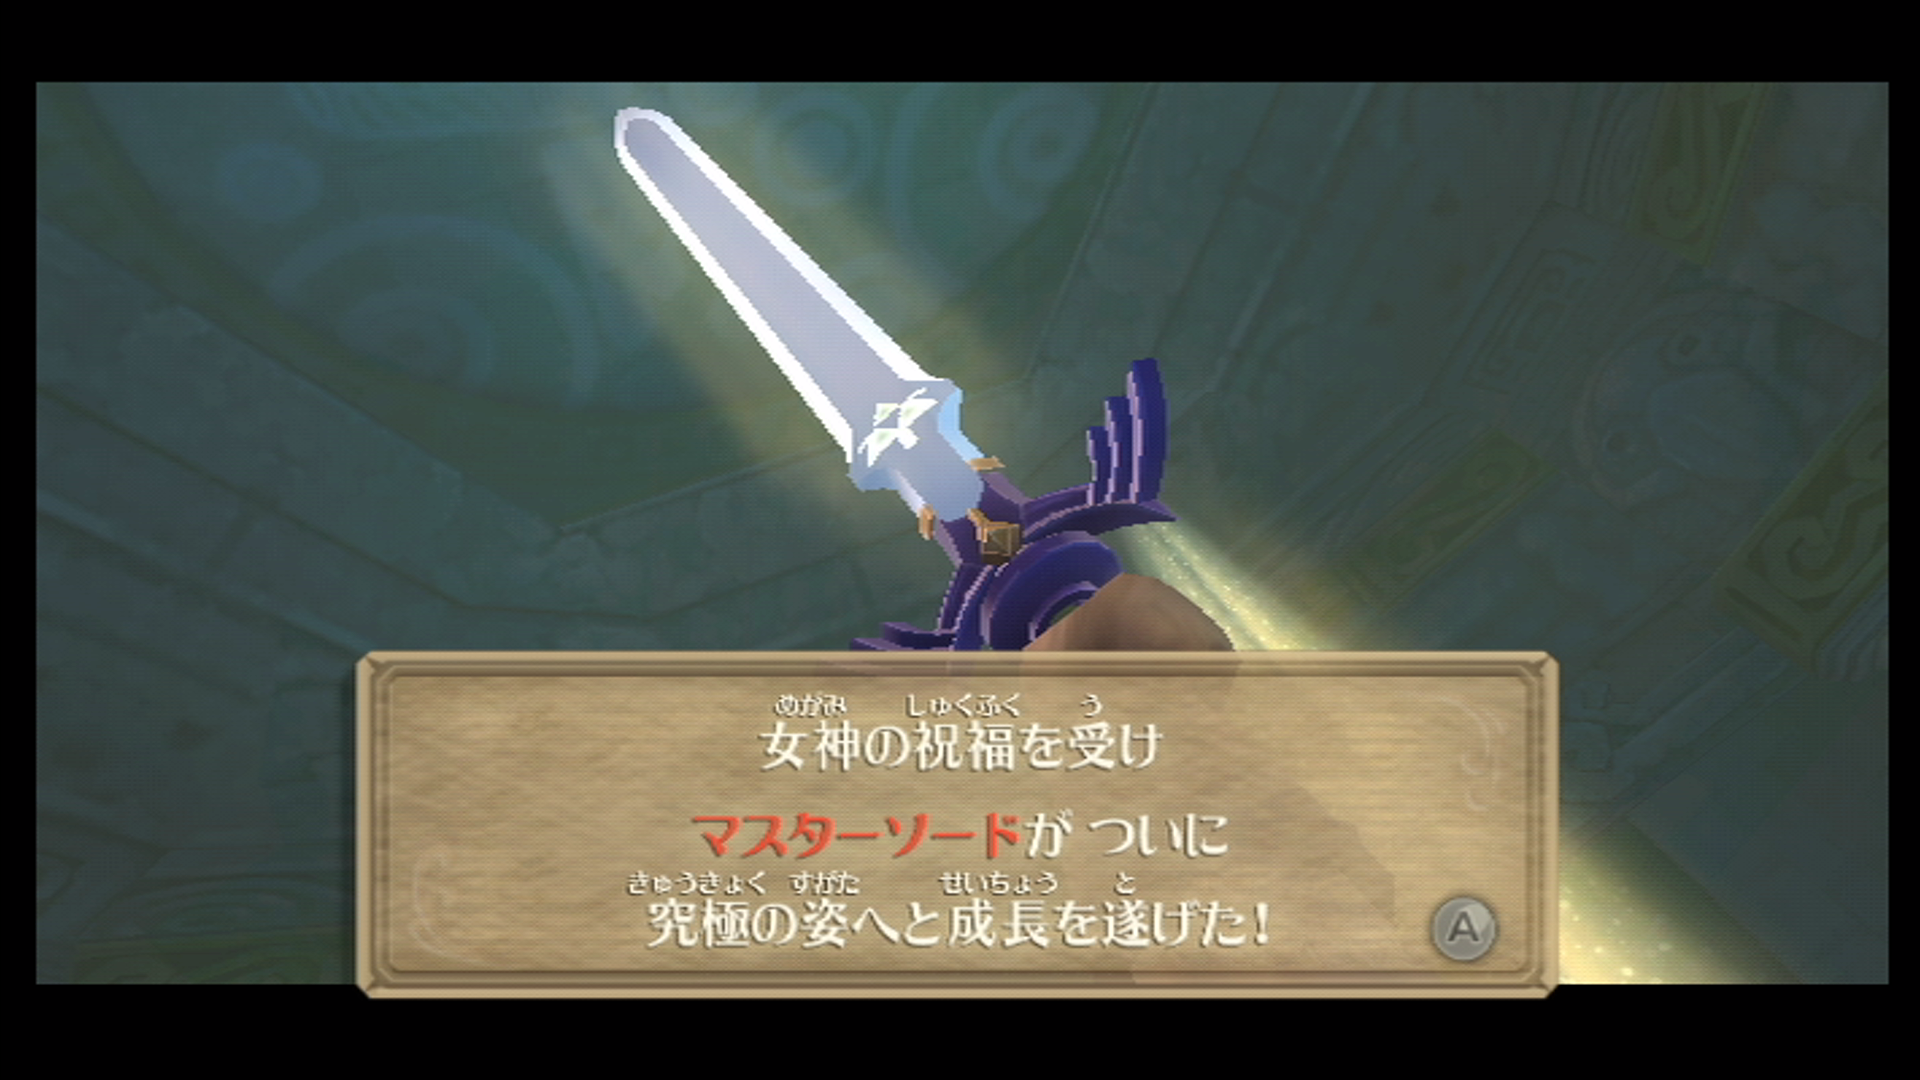 めがみ しゅくふく う
女神の祝福を受け
マスターソードが ついに
きゅうきょく すがた せいちょう と
究極の姿へと成長を遂げた!
A